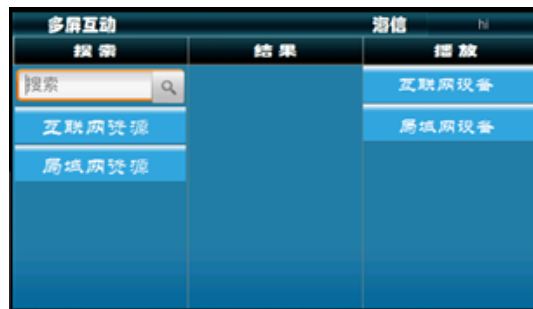 多屏互动 海信 hi
搜索 结果 播放
搜索 互联网设备
互联网资源 局域网设备
局域网资源